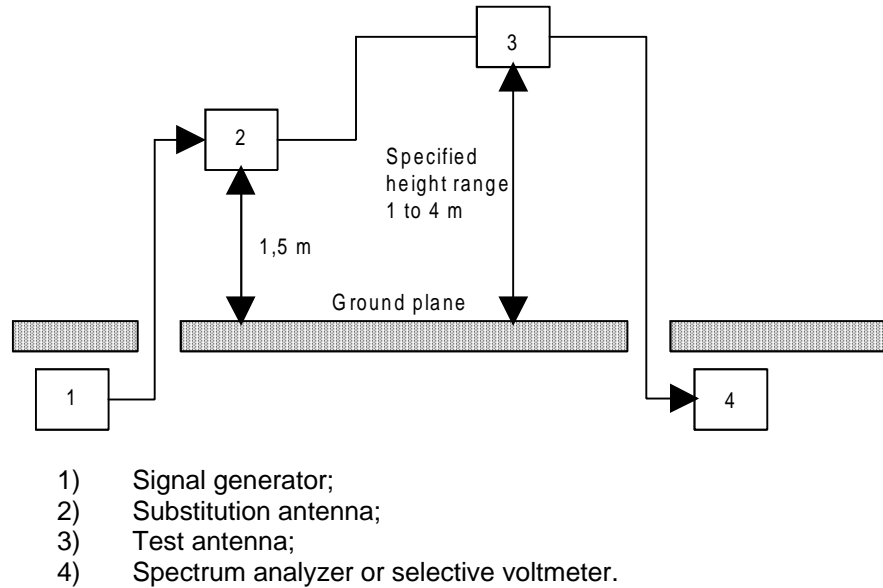 3
2
Specified
height range
1 to 4 m
1,5 m
Ground plane
1
4
1) Signal generator;
2) Substitution antenna;
3) Test antenna;
4) Spectrum analyzer or selective voltmeter.